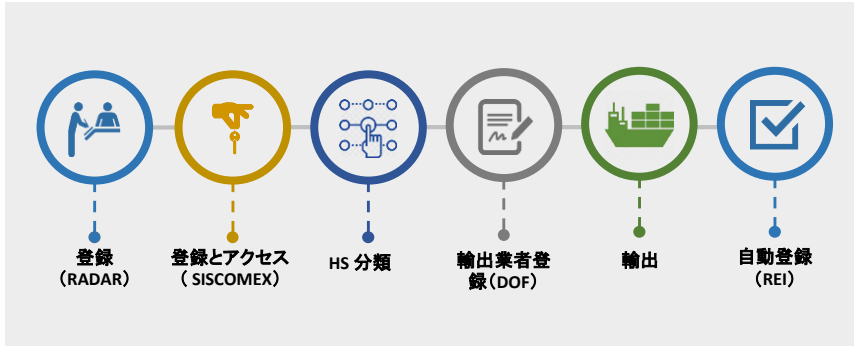 登録
（RADAR）
登録とアクセス
（ SISCOMEX）
HS 分類
輸出業者登
録（DOF）
輸出
自動登録
（REI）